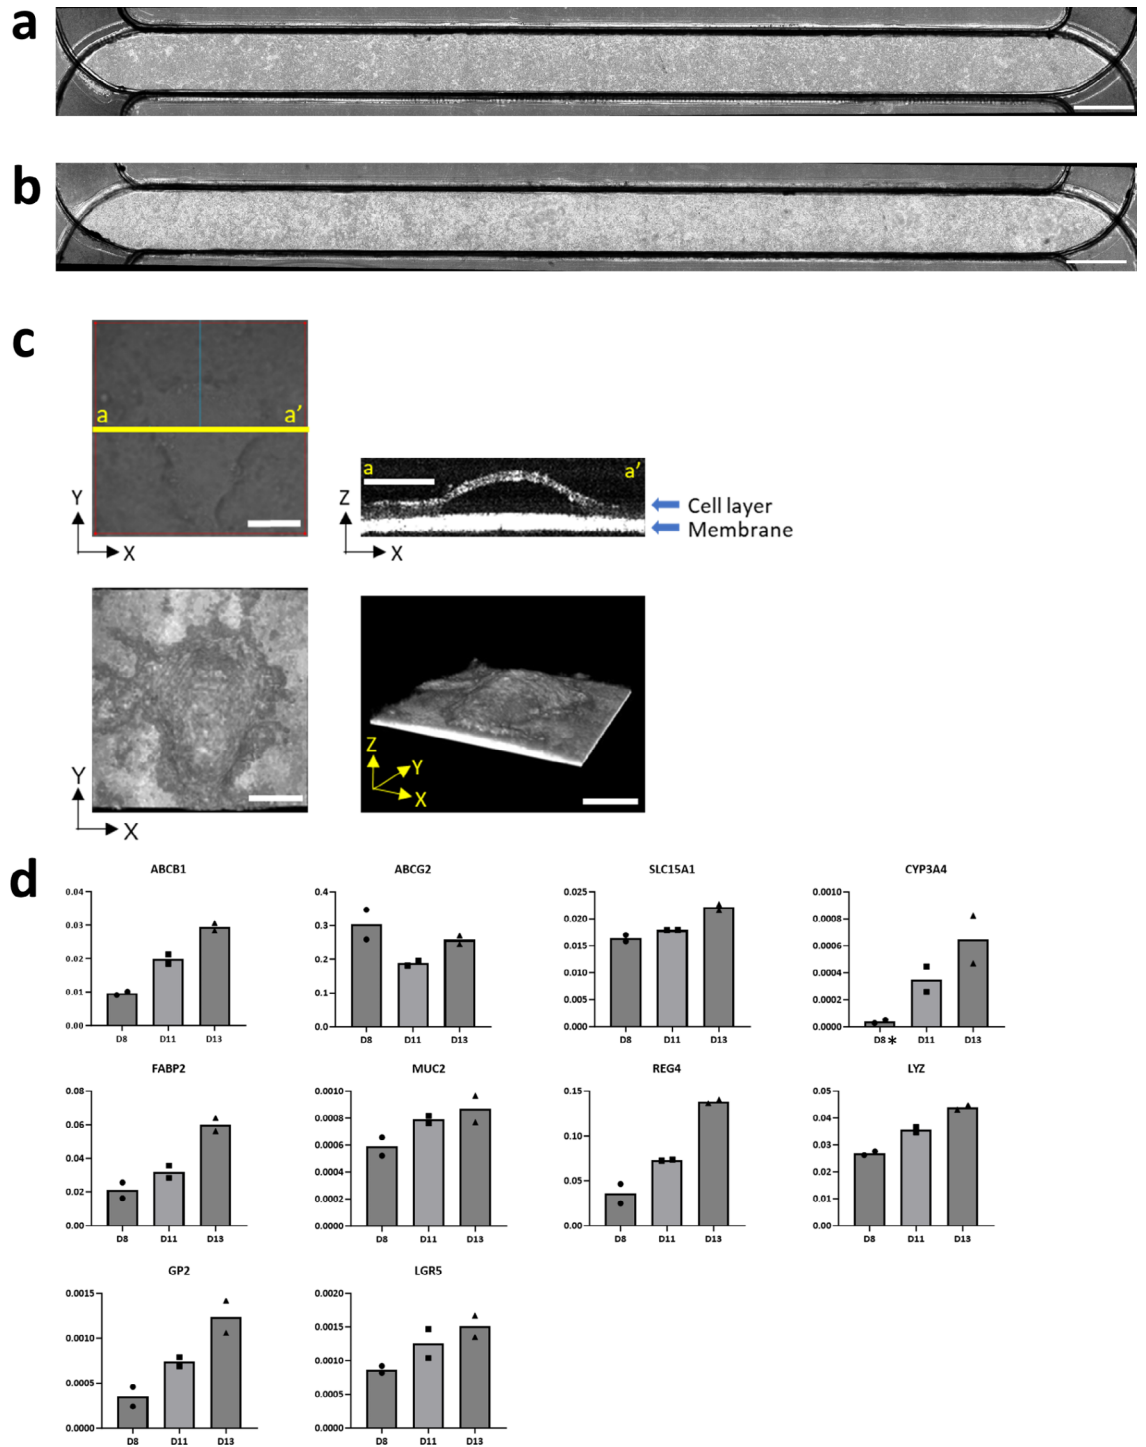 a
b
c
a a'
Y
X
a a'
Z
X
Cell layer
Membrane
Y
X
Z
Y
X
d
ABCB1 ABCG2 SLC15A1 CYP3A4
0.04 0.4 0.025 0.0010
0.03 0.3 0.020 0.0008
0.02 0.2 0.015 0.0006
0.01 0.1 0.010 0.0004
0.00 0.0 0.005 0.0002
0.000 0.0000
D8 D11 D13 D8 D11 D13 D8 D11 D13 D8* D11 D13
FABP2 MUC2 REG4 LYZ
0.08 0.0010 0.15 0.05
0.06 0.0008 0.10 0.04
0.04 0.0006 0.05 0.03
0.02 0.0004 0.00 0.02
0.00 0.0002 0.01
0.0000 0.00
D8 D11 D13 D8 D11 D13 D8 D11 D13 D8 D11 D13
GP2 LGR5
0.0015 0.0020
0.0010 0.0015
0.0005 0.0010
0.0000 0.0005
0.0000
D8 D11 D13 D8 D11 D13